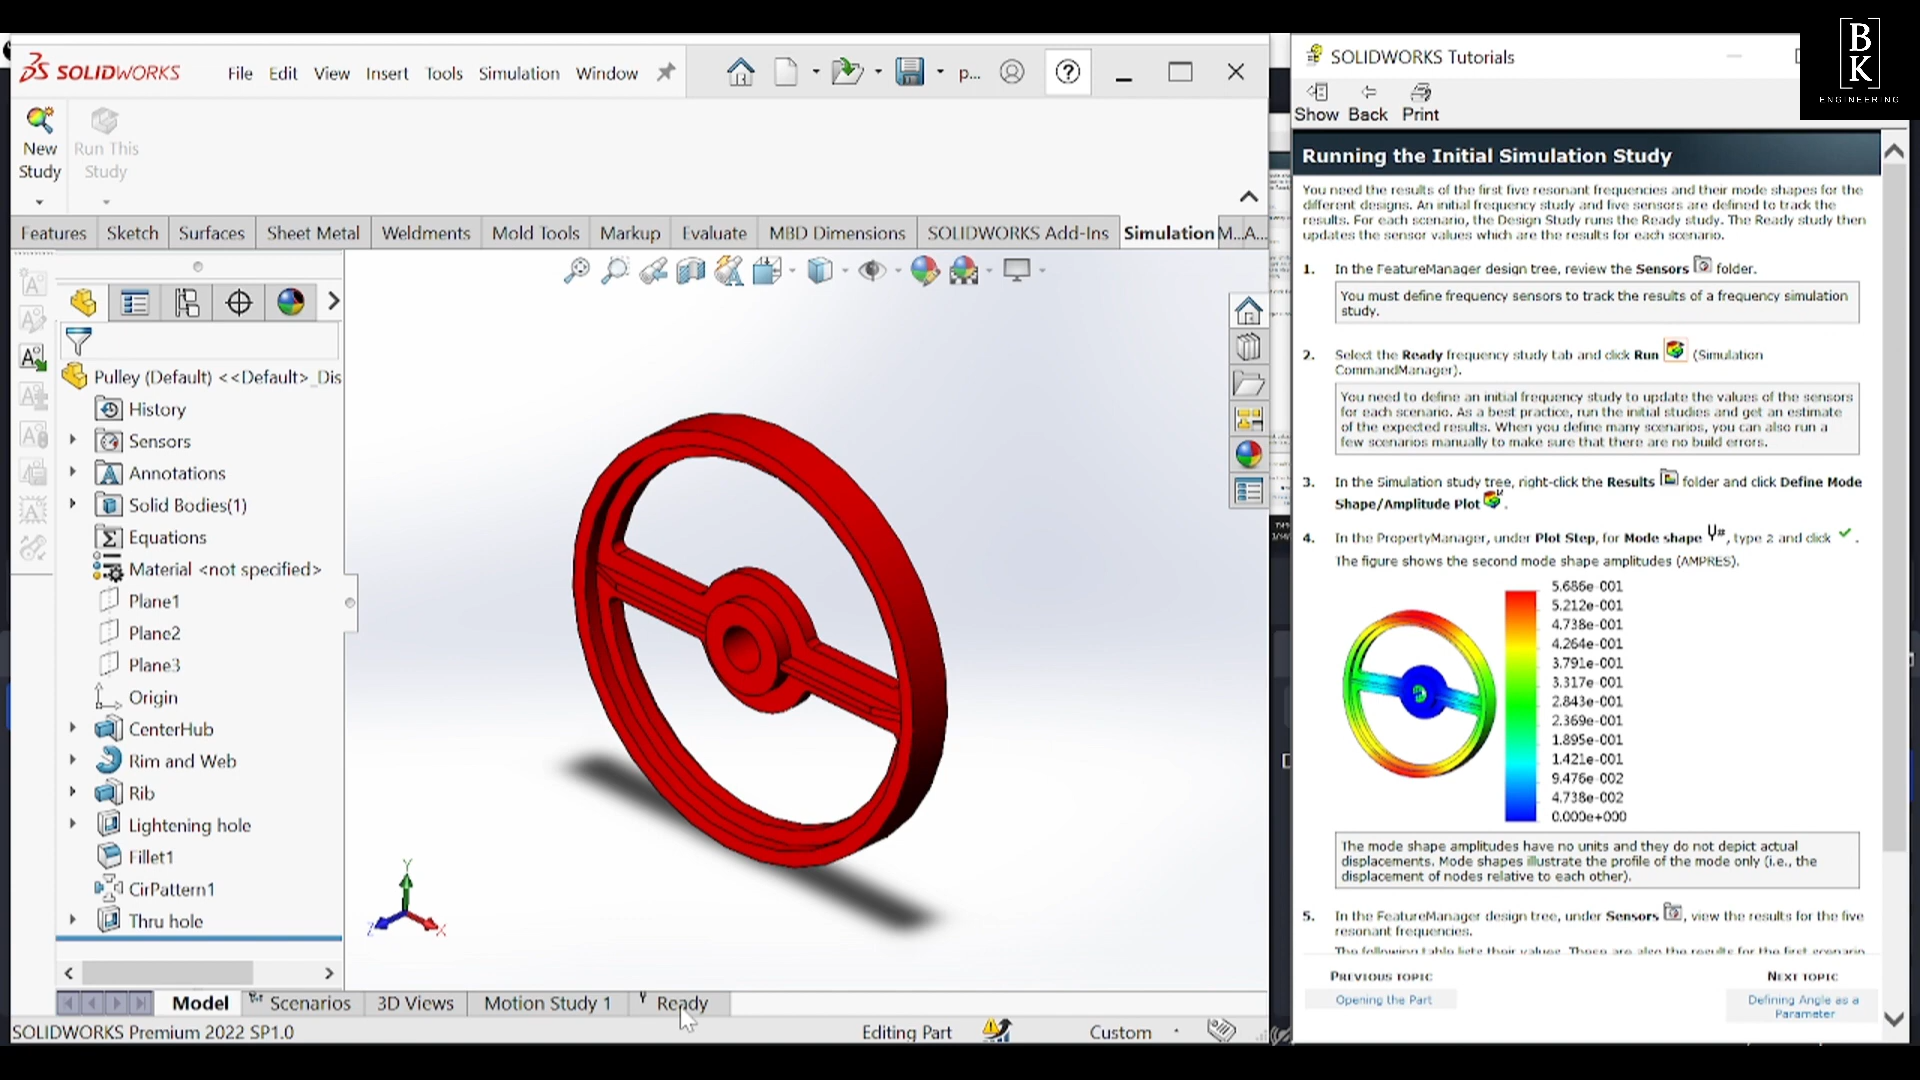 SOLIDWORKS
File Edit View Insert Tools Simulation Window
p...
New Study
Run This Study
Features Sketch Surfaces Sheet Metal Weldments Mold Tools Markup Evaluate MBD Dimensions SOLIDWORKS Add-Ins Simulation M... A...
Pulley (Default) <<Default>_Dis
History
Sensors
Annotations
Solid Bodies(1)
Equations
Material <not specified>
Plane1
Plane2
Plane3
Origin
CenterHub
Rim and Web
Rib
Lightening hole
Fillet1
CirPattern1
Thru hole
Y
Z
X
Model Scenarios 3D Views Motion Study 1 Ready
SOLIDWORKS Premium 2022 SP1.0
Editing Part
Custom
SOLIDWORKS Tutorials
Show Back Print
B
K
ENGINEERING
Running the Initial Simulation Study
You need the results of the first five resonant frequencies and their mode shapes for the
different designs. An initial frequency study and five sensors are defined to track the
results. For each scenario, the Design Study runs the Ready study. The Ready study then
updates the sensor values which are the results for each scenario.
1. In the FeatureManager design tree, review the Sensors folder.
You must define frequency sensors to track the results of a frequency simulation
study.
2. Select the Ready frequency study tab and click Run (Simulation
CommandManager).
You need to define an initial frequency study to update the values of the sensors
for each scenario. As a best practice, run the initial studies and get an estimate
of the expected results. When you define many scenarios, you can also run a
few scenarios manually to make sure that there are no build errors.
3. In the Simulation study tree, right-click the Results folder and click Define Mode
Shape/Amplitude Plot .
4. In the PropertyManager, under Plot Step, for Mode shape , type 2 and click .
The figure shows the second mode shape amplitudes (AMPRES).
5.686e-001
5.212e-001
4.738e-001
4.264e-001
3.791e-001
3.317e-001
2.843e-001
2.369e-001
1.895e-001
1.421e-001
9.476e-002
4.738e-002
0.000e+000
The mode shape amplitudes have no units and they do not depict actual
displacements. Mode shapes illustrate the profile of the mode only (i.e., the
displacement of nodes relative to each other).
5. In the FeatureManager design tree, under Sensors , view the results for the five
resonant frequencies.
The following table lists their values. These are also the results for the first scenario
PREVIOUS TOPIC
Opening the Part
NEXT TOPIC
Defining Angle as a
Parameter